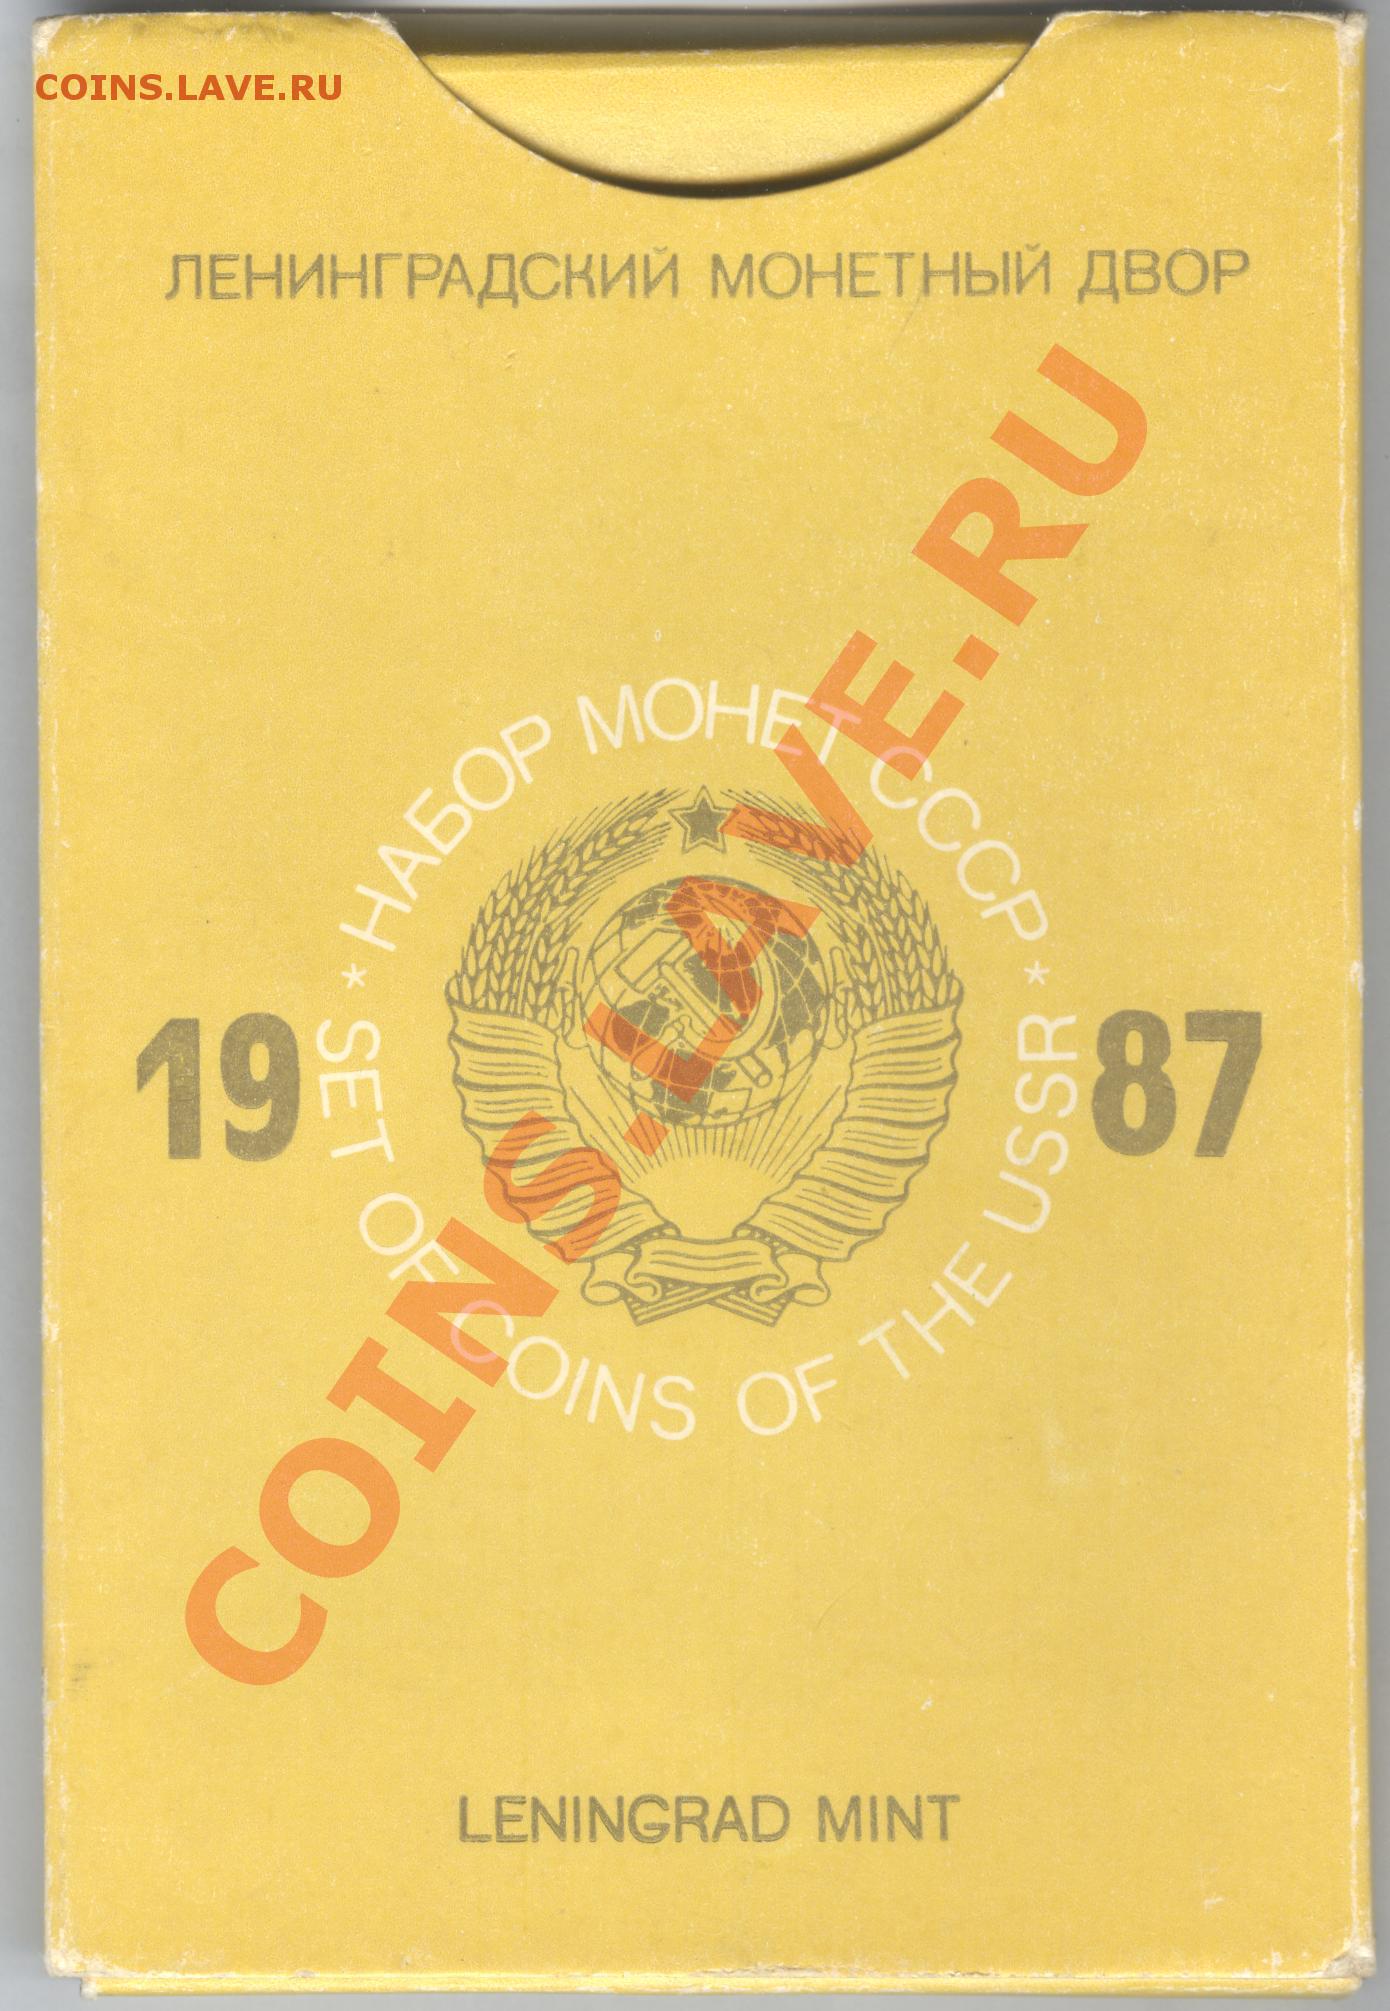 COINS.LAVE.RU
ЛЕНИНГРАДСКИЙ МОНЕТНЫЙ ДВОР
* НАБОР МОНЕТ СССР *
19 87
SET OF COINS OF THE USSR
COINS.LAVE.RU
LENINGRAD MINT